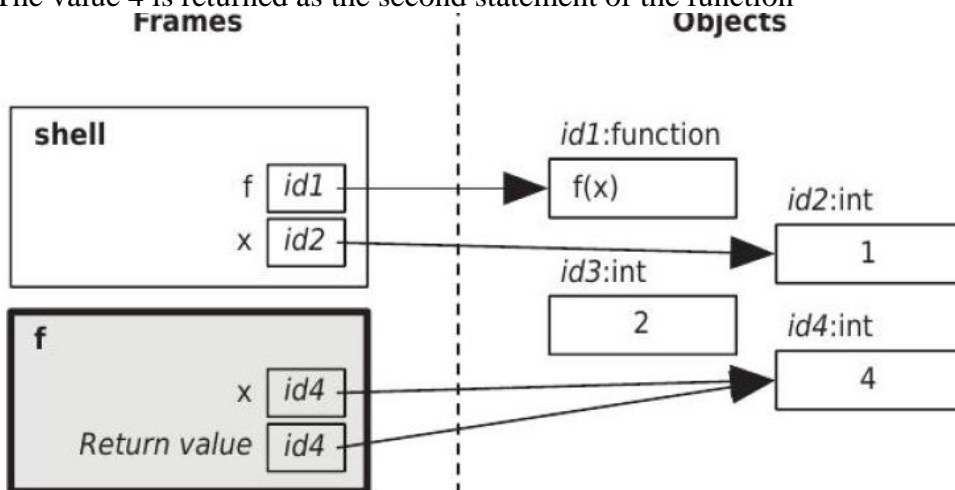 The value 4 is returned as the second statement of the function
Frames
Objects
shell
f id1
x id2
id1:function
f(x)
id2:int
1
id3:int
2
id4:int
4
f
x id4
Return value id4